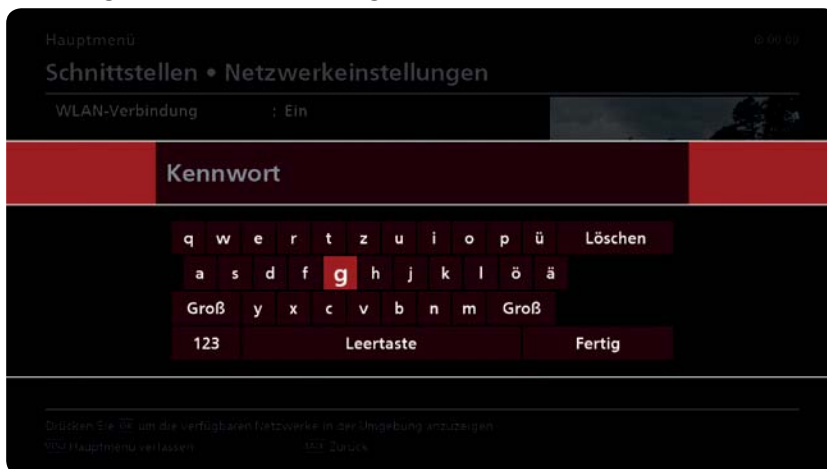 Hauptmenü
Schnittstellen • Netzwerkeinstellungen
WLAN-Verbindung : Ein
Kennwort
q w e r t z u i o p ü Löschen
a s d f g h j k l ö ä
Groß y x c v b n m Groß
123 Leertaste Fertig
Drücken Sie OK um die verfügbaren Netzwerke in der Umgebung anzuzeigen
Hauptmenü verlassen Zurück